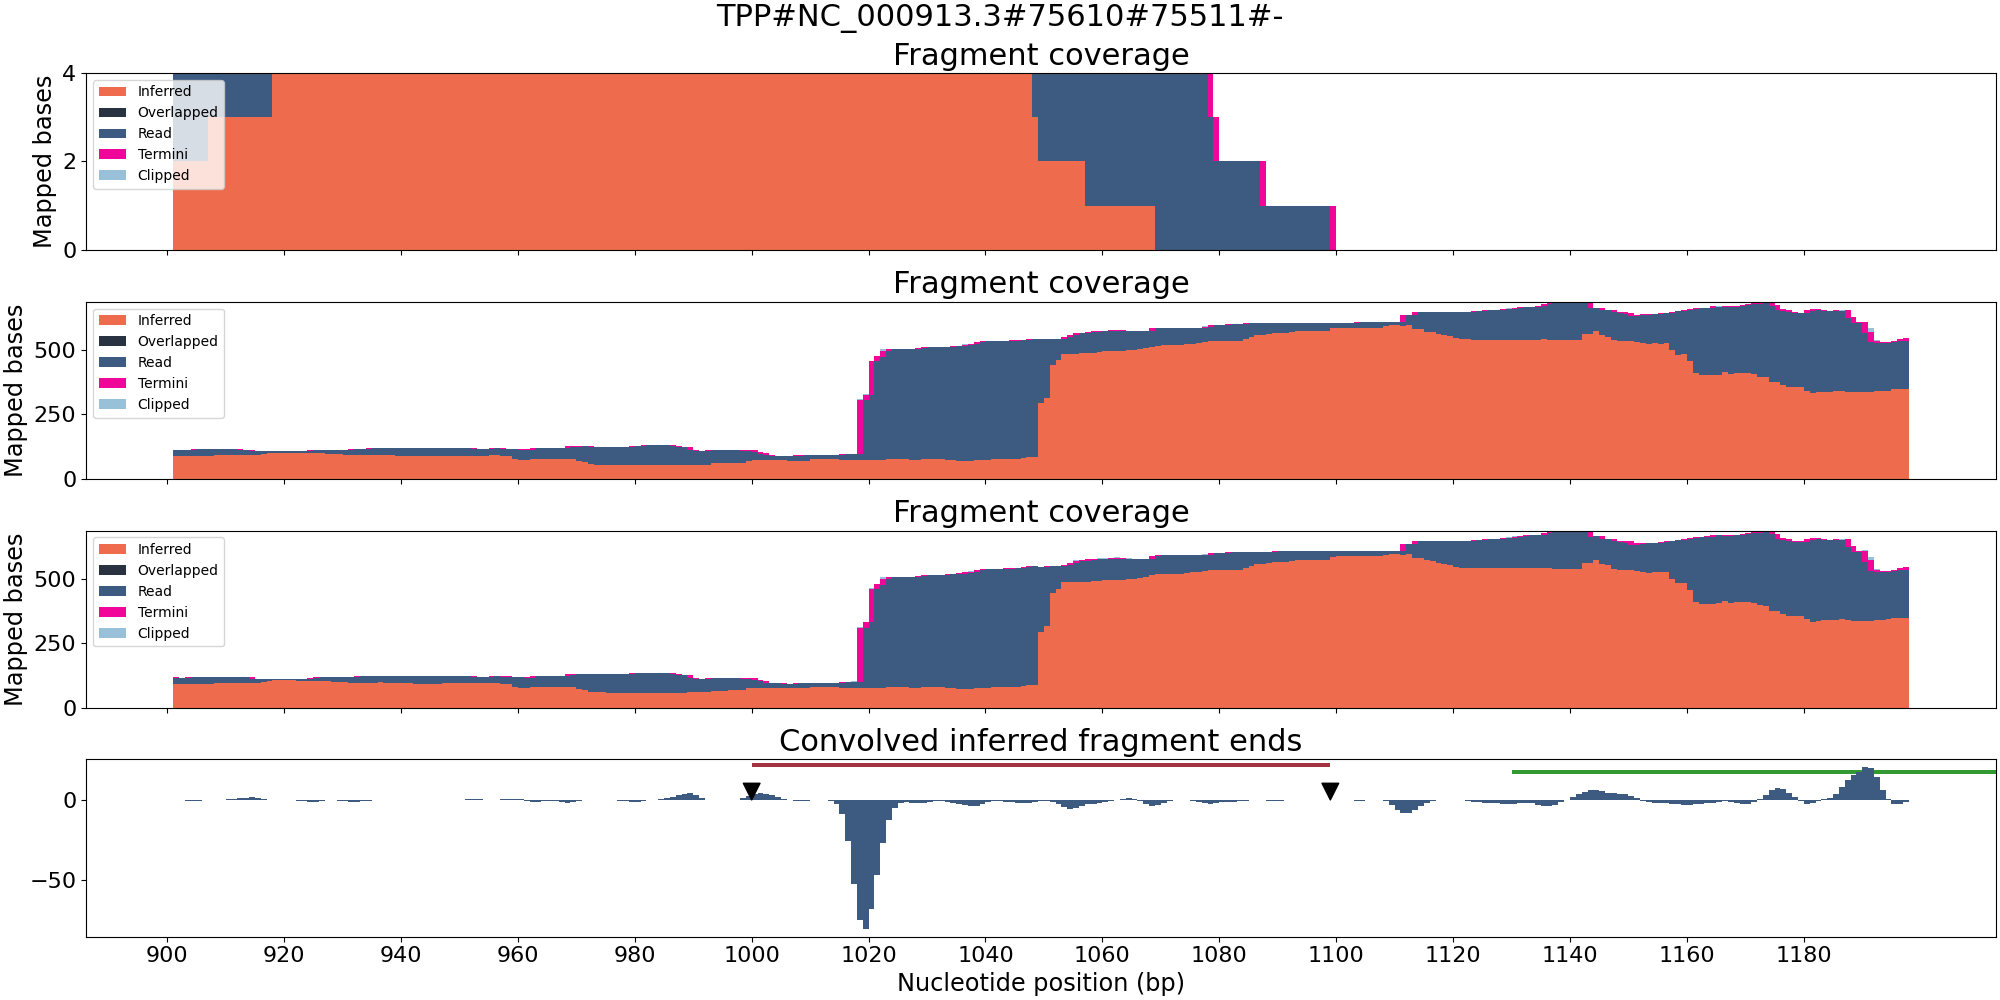 TPP#NC_000913.3#75610#75511#-
Fragment coverage
Mapped bases
4
2
0
Inferred
Overlapped
Read
Termini
Clipped
Fragment coverage
Mapped bases
500
250
0
Inferred
Overlapped
Read
Termini
Clipped
Fragment coverage
Mapped bases
500
250
0
Inferred
Overlapped
Read
Termini
Clipped
Convolved inferred fragment ends
0
−50
900 920 940 960 980 1000 1020 1040 1060 1080 1100 1120 1140 1160 1180
Nucleotide position (bp)